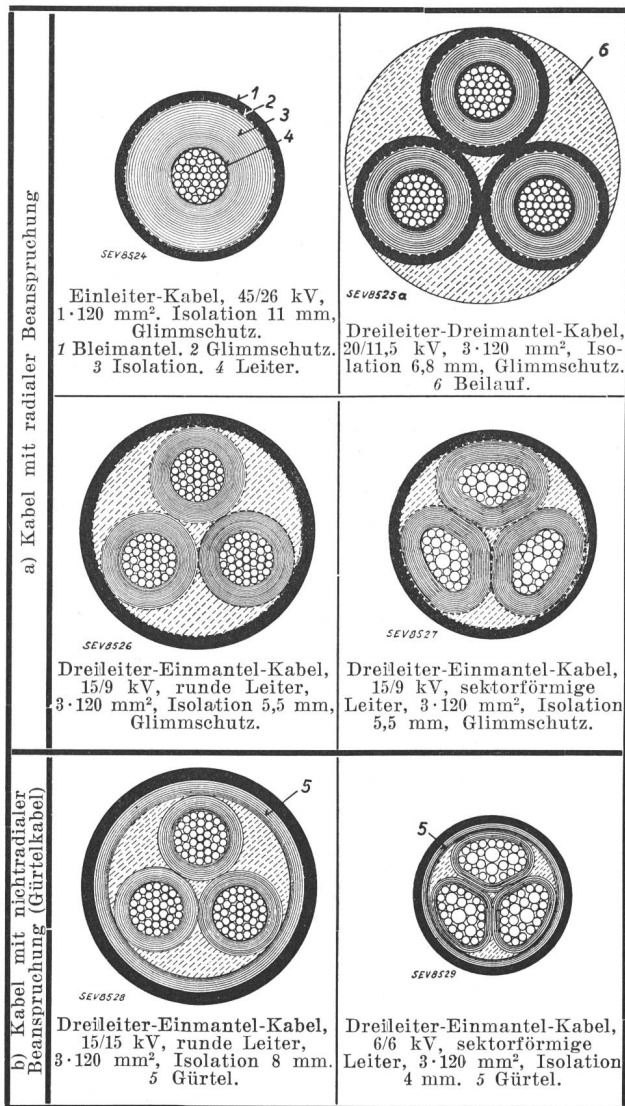 a) Kabel mit radialer Beanspruchung
1
2
3
4
SEV8524
Einleiter-Kabel, 45/26 kV,
1·120 mm². Isolation 11 mm,
Glimmschutz.
1 Bleimantel. 2 Glimmschutz.
3 Isolation. 4 Leiter.
6
SEV8525a
Dreileiter-Dreimantel-Kabel,
20/11,5 kV, 3·120 mm², Iso-
lation 6,8 mm, Glimmschutz.
6 Beilauf.
SEV8526
Dreileiter-Einmantel-Kabel,
15/9 kV, runde Leiter,
3·120 mm², Isolation 5,5 mm,
Glimmschutz.
SEV8527
Dreileiter-Einmantel-Kabel,
15/9 kV, sektorförmige
Leiter, 3·120 mm², Isolation
5,5 mm, Glimmschutz.
b) Kabel mit nichtradialer
Beanspruchung (Gürtelkabel)
5
SEV8528
Dreileiter-Einmantel-Kabel,
15/15 kV, runde Leiter,
3·120 mm², Isolation 8 mm.
5 Gürtel.
5
SEV8529
Dreileiter-Einmantel-Kabel,
6/6 kV, sektorförmige
Leiter, 3·120 mm², Isolation
4 mm. 5 Gürtel.